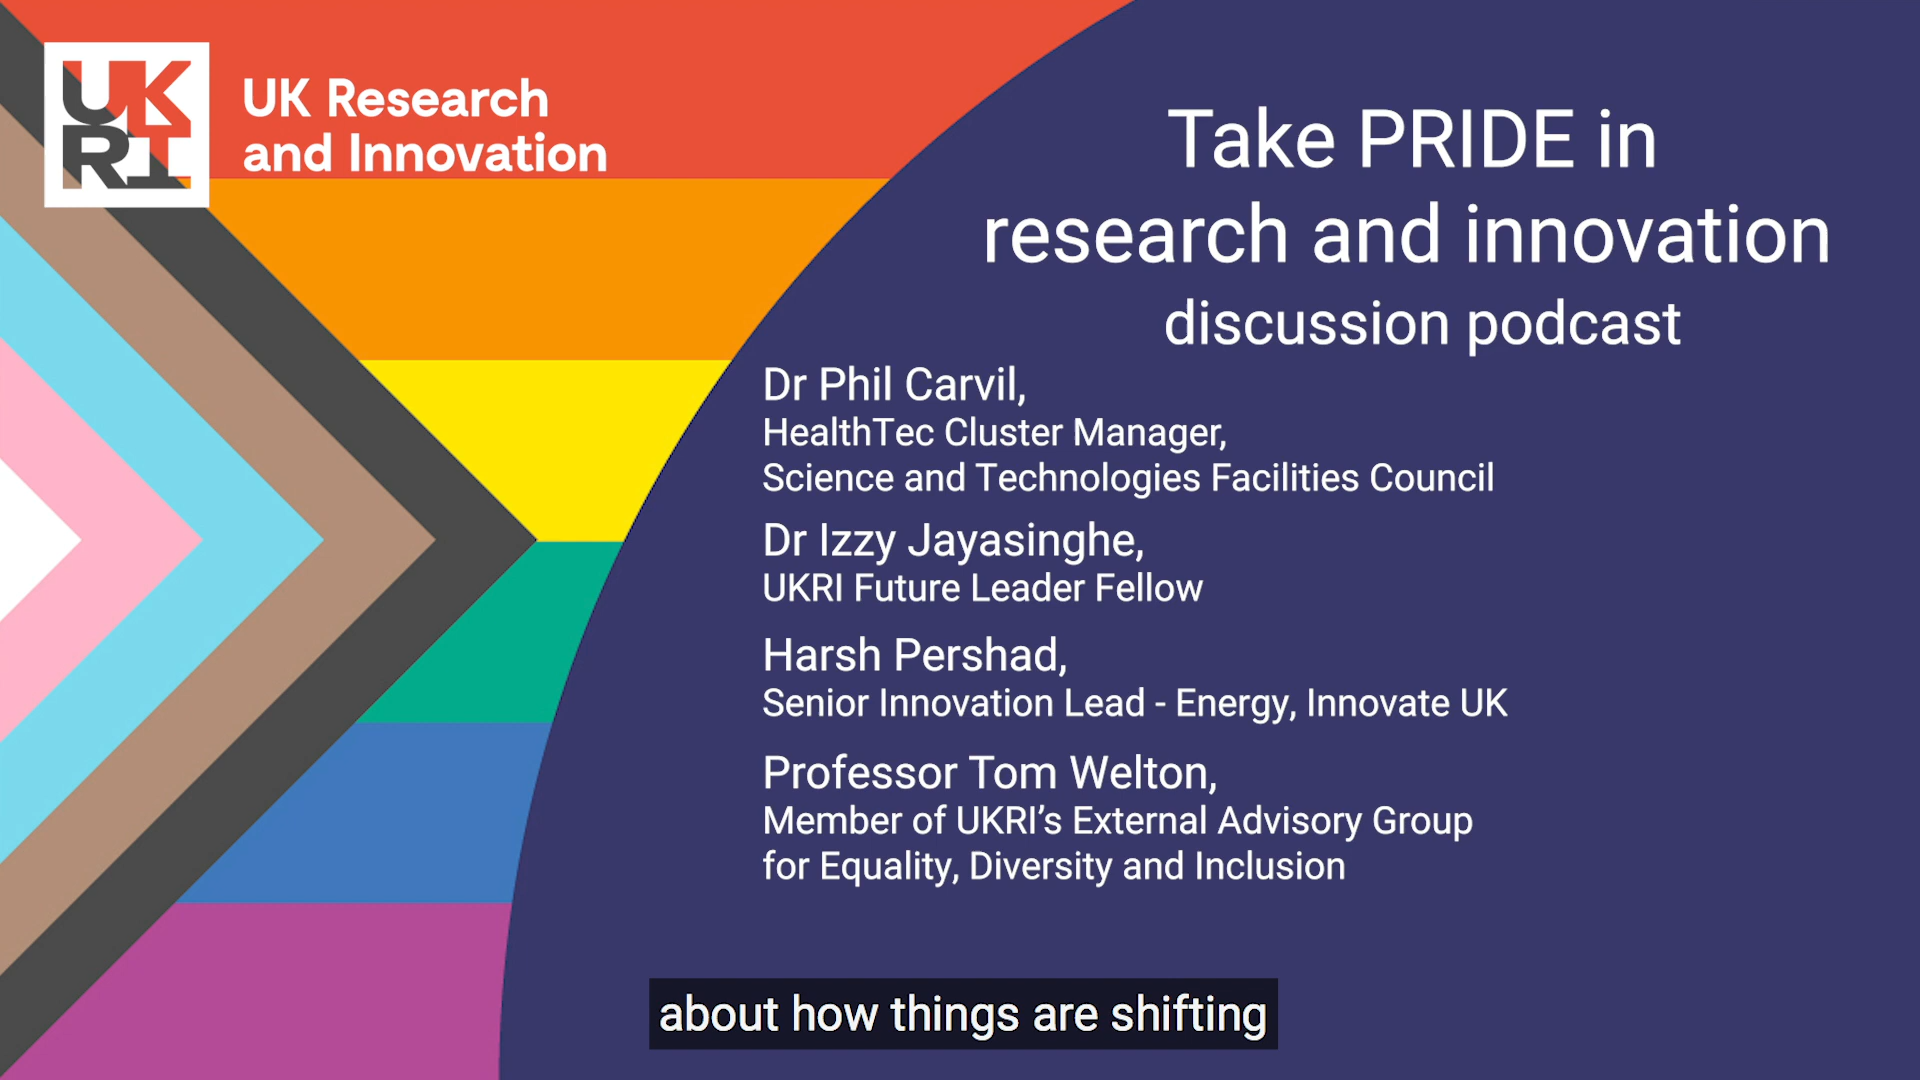 UK
RI
UK Research
and Innovation
Take PRIDE in
research and innovation
discussion podcast
Dr Phil Carvil,
HealthTec Cluster Manager,
Science and Technologies Facilities Council
Dr Izzy Jayasinghe,
UKRI Future Leader Fellow
Harsh Pershad,
Senior Innovation Lead - Energy, Innovate UK
Professor Tom Welton,
Member of UKRI’s External Advisory Group
for Equality, Diversity and Inclusion
about how things are shifting